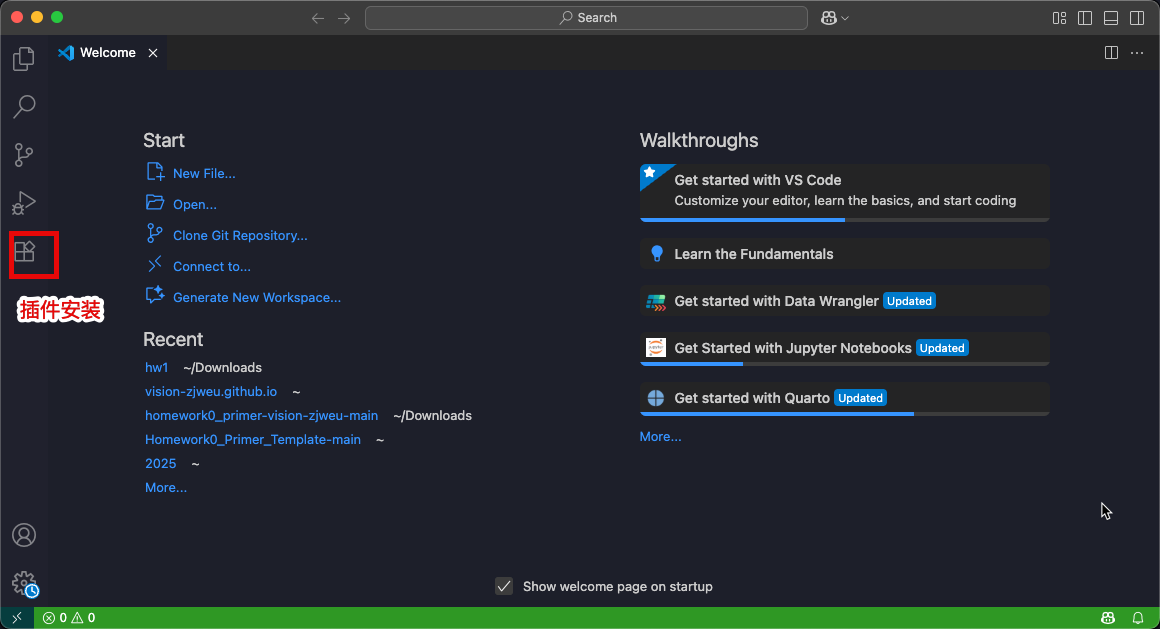 Search
Welcome
插件安装
Start
New File...
Open...
Clone Git Repository...
Connect to...
Generate New Workspace...
Recent
hw1 ~/Downloads
vision-zjweu.github.io ~
homework0_primer-vision-zjweu-main ~/Downloads
Homework0_Primer_Template-main ~
2025 ~
More...
Walkthroughs
Get started with VS Code
Customize your editor, learn the basics, and start coding
Learn the Fundamentals
Get started with Data Wrangler Updated
Get Started with Jupyter Notebooks Updated
Get started with Quarto Updated
More...
Show welcome page on startup
0 0